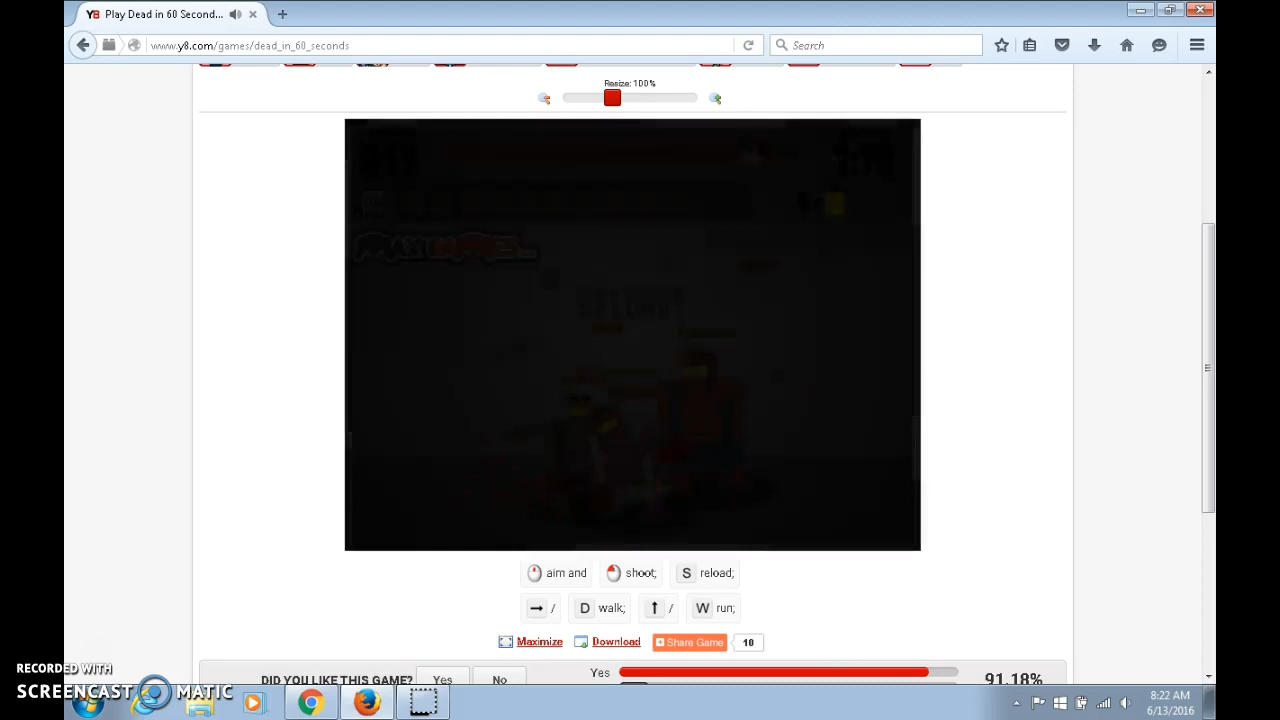 Y8 Play Dead in 60 Second...
www.y8.com/games/dead_in_60_seconds
Search
Resize: 100%
RELOAD!
aim and shoot; S reload;
/ D walk; / W run;
Maximize Download Share Game 18
DID YOU LIKE THIS GAME? Yes No Yes 91.18%
RECORDED WITH
SCREENCAST MATIC
8:22 AM
6/13/2016